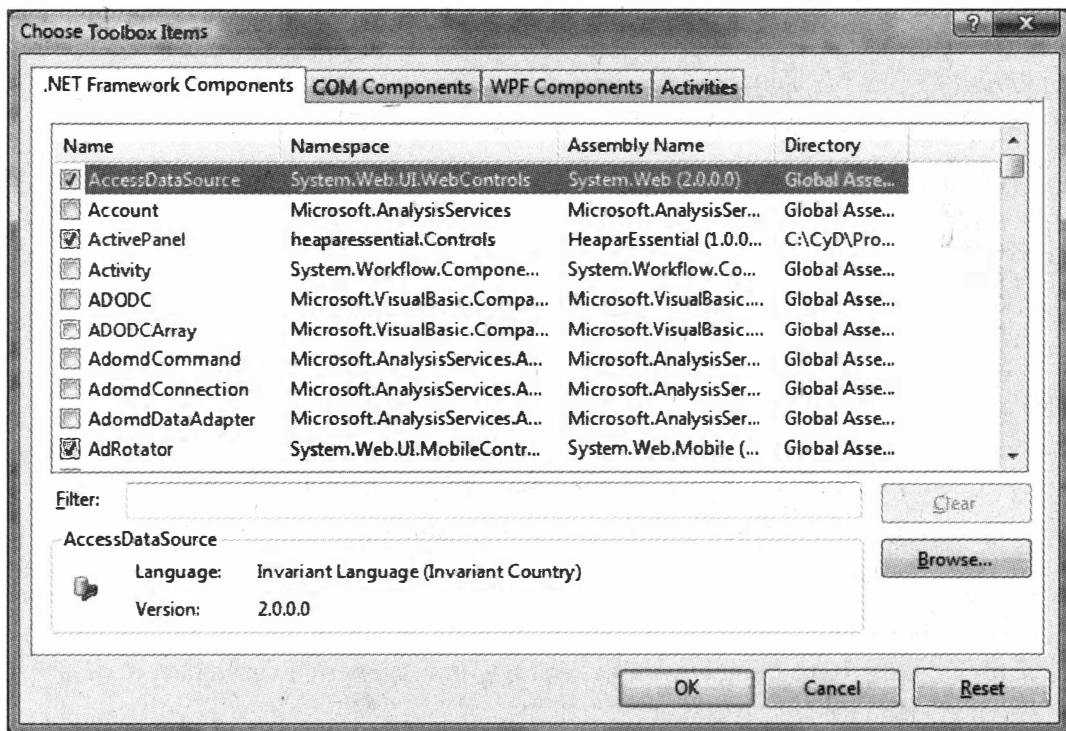 Choose Toolbox Items
.NET Framework Components COM Components WPF Components Activities
Name Namespace Assembly Name Directory
AccessDataSource System.Web.UI.WebControls System.Web (2.0.0.0) Global Asse...
Account Microsoft.AnalysisServices Microsoft.AnalysisSer... Global Asse...
ActivePanel heaparessential.Controls HeaparEssential (1.0.0... C:\CyD\Pro...
Activity System.Workflow.Compone... System.Workflow.Co... Global Asse...
ADODC Microsoft.VisualBasic.Compa... Microsoft.VisualBasic.... Global Asse...
ADODCArray Microsoft.VisualBasic.Compa... Microsoft.VisualBasic.... Global Asse...
AdomdCommand Microsoft.AnalysisServices.A... Microsoft.AnalysisSer... Global Asse...
AdomdConnection Microsoft.AnalysisServices.A... Microsoft.AnalysisSer... Global Asse...
AdomdDataAdapter Microsoft.AnalysisServices.A... Microsoft.AnalysisSer... Global Asse...
AdRotator System.Web.UI.MobileContr... System.Web.Mobile (... Global Asse...
Filter: Clear
AccessDataSource
Browse...
Language: Invariant Language (Invariant Country)
Version: 2.0.0.0
OK Cancel Reset